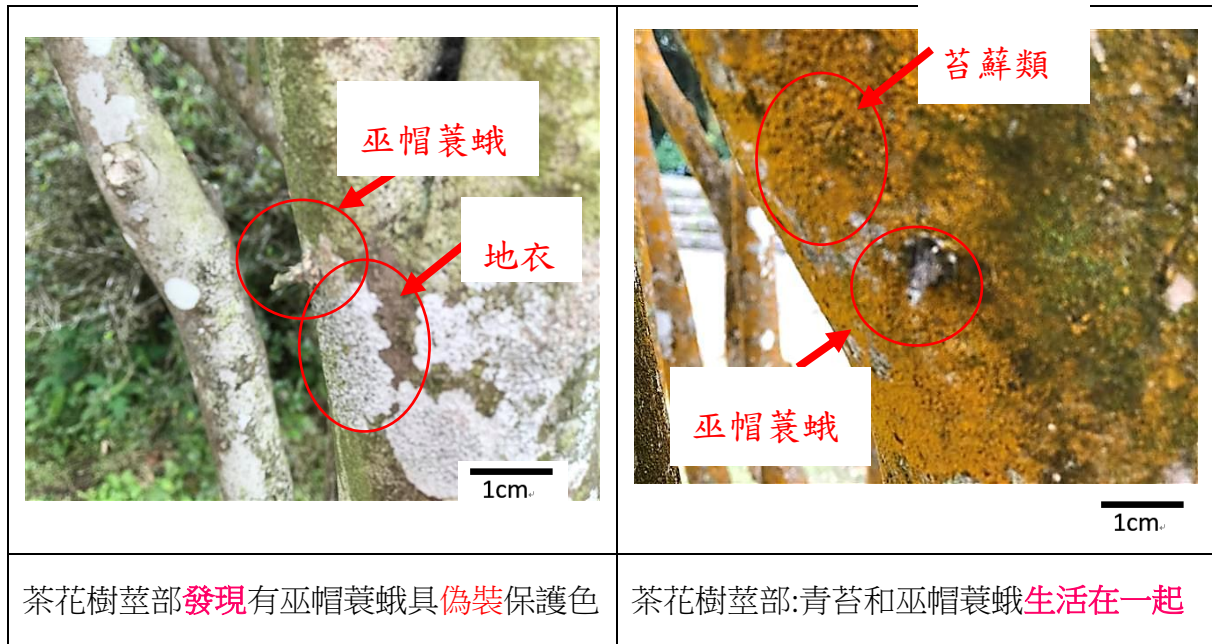 巫帽蓑蛾
地衣
1cm
茶花樹莖部發現有巫帽蓑蛾具偽裝保護色
苔蘚類
巫帽蓑蛾
1cm
茶花樹莖部:青苔和巫帽蓑蛾生活在一起